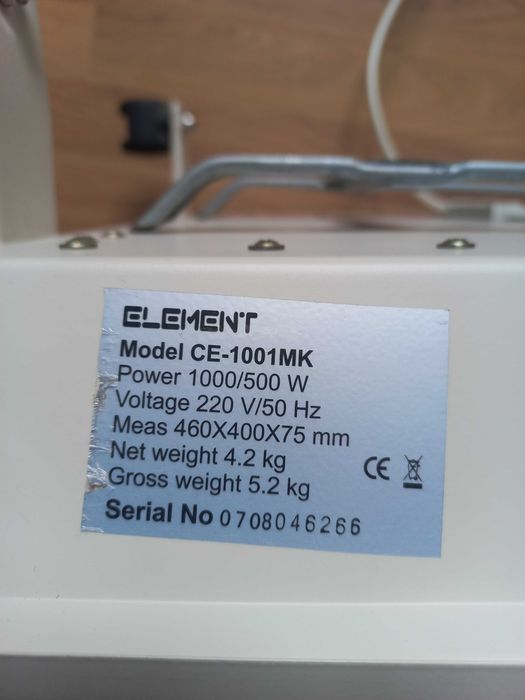 ELEMENT
Model CE-1001MK
Power 1000/500 W
Voltage 220 V/50 Hz
Meas 460X400X75 mm
Net weight 4.2 kg
Gross weight 5.2 kg
CE
Serial No 0708046266